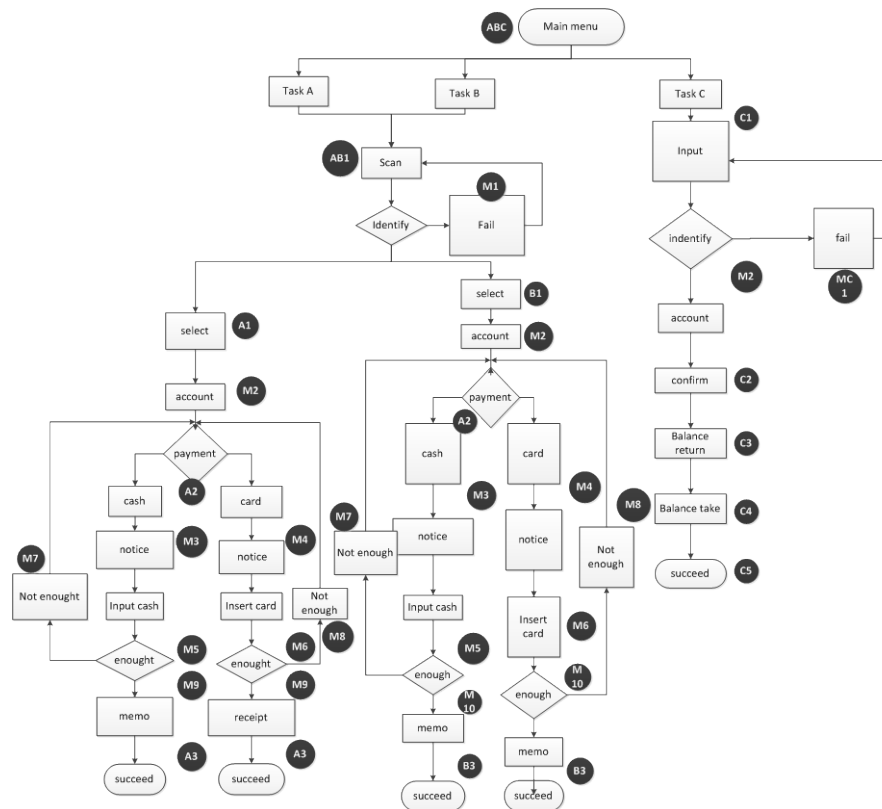 ABC
Main menu
Task A
Task B
Task C
C1
AB1
Scan
Input
M1
Identify
Fail
indentify
fail
M2
MC
1
select
B1
select
A1
account
M2
account
confirm
C2
account
M2
payment
A2
Balance
return
C3
payment
A2
cash
card
cash
card
M3
M4
M7
M8
Balance take
C4
notice
M3
notice
M4
notice
notice
Not enough
Not
enough
succeed
C5
M7
Not enought
Input cash
Insert card
Not
enough
M8
Input cash
Insert
card
M6
enought
M5
enought
M6
enough
M5
enough
M
10
M9
M9
M
10
memo
receipt
memo
memo
A3
A3
B3
B3
succeed
succeed
succeed
succeed